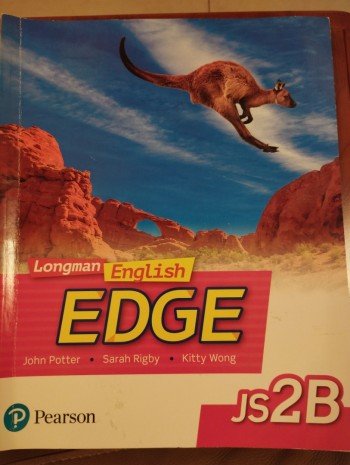 Longman English
EDGE
John Potter • Sarah Rigby • Kitty Wong
Pearson
JS2B